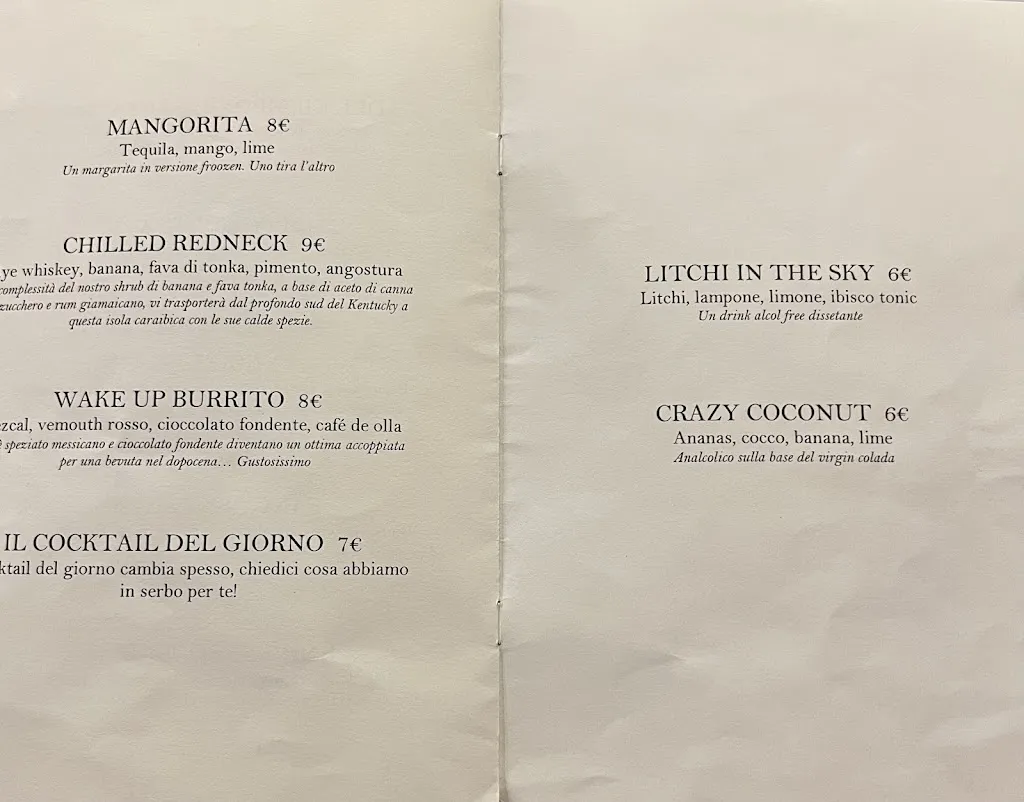 MANGORITA 8€
Tequila, mango, lime
Un margarita in versione froozen. Uno tira l'altro
CHILLED REDNECK 9€
ye whiskey, banana, fava di tonka, pimento, angostura
complessità del nostro shrub di banana e fava tonka, a base di aceto di canna
zucchero e rum giamaicano, vi trasporterà dal profondo sud del Kentucky a
questa isola caraibica con le sue calde spezie.
WAKE UP BURRITO 8€
zcal, vemouth rosso, cioccolato fondente, café de olla
speziato messicano e cioccolato fondente diventano un ottima accoppiata
per una bevuta nel dopocena... Gustosissimo
IL COCKTAIL DEL GIORNO 7€
ktail del giorno cambia spesso, chiedici cosa abbiamo
in serbo per te!
LITCHI IN THE SKY 6€
Litchi, lampone, limone, ibisco tonic
Un drink alcol free dissetante
CRAZY COCONUT 6€
Ananas, cocco, banana, lime
Analcolico sulla base del virgin colada